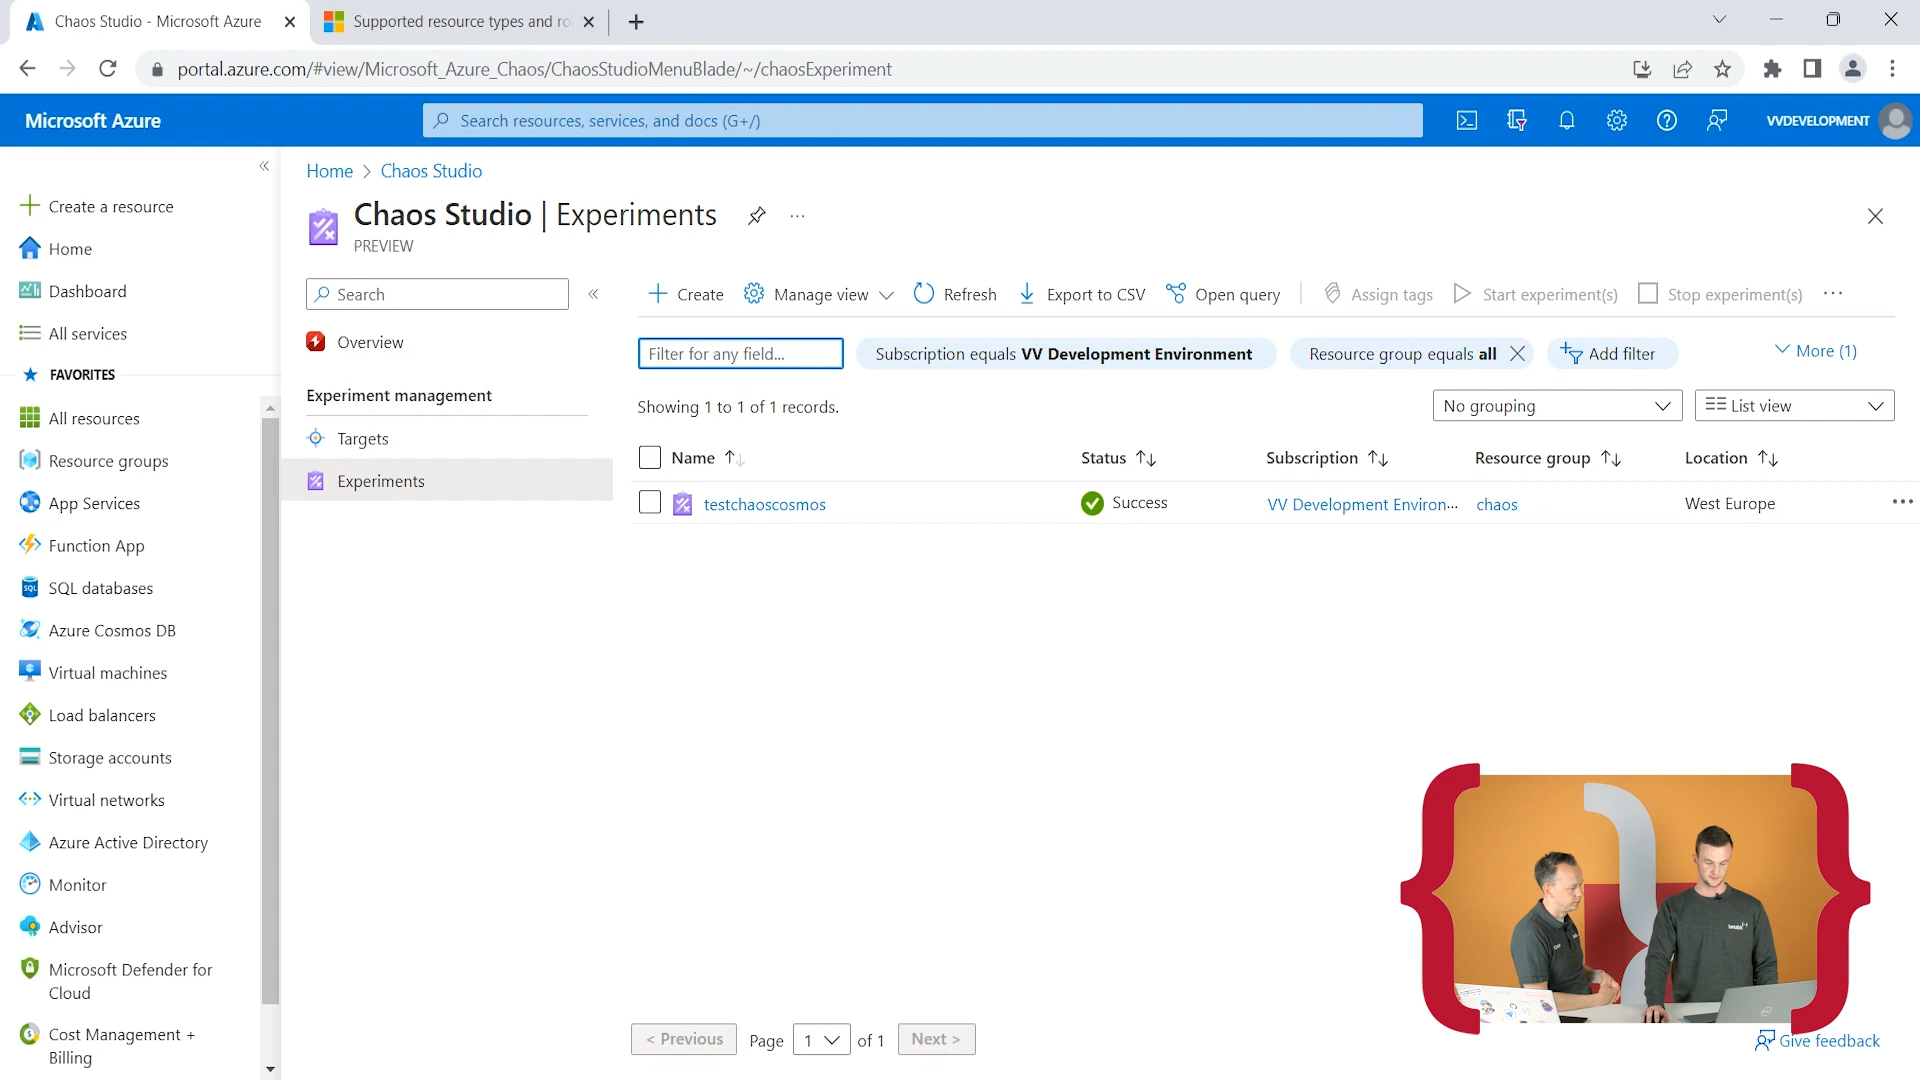 Chaos Studio - Microsoft Azure
Supported resource types and ro
portal.azure.com/#view/Microsoft_Azure_Chaos/ChaosStudioMenuBlade/~/chaosExperiment
Microsoft Azure
Search resources, services, and docs (G+/)
VVDEVELOPMENT
Create a resource
Home
Dashboard
All services
FAVORITES
All resources
Resource groups
App Services
Function App
SQL databases
Azure Cosmos DB
Virtual machines
Load balancers
Storage accounts
Virtual networks
Azure Active Directory
Monitor
Advisor
Microsoft Defender for
Cloud
Cost Management +
Billing
Home > Chaos Studio
Chaos Studio | Experiments
PREVIEW
Search
Overview
Experiment management
Targets
Experiments
Create
Manage view
Refresh
Export to CSV
Open query
Assign tags
Start experiment(s)
Stop experiment(s)
Filter for any field...
Subscription equals VV Development Environment
Resource group equals all
Add filter
More (1)
Showing 1 to 1 of 1 records.
No grouping
List view
Name
Status
Subscription
Resource group
Location
testchaoscosmos
Success
VV Development Environ...
chaos
West Europe
< Previous
Page
1
of 1
Next >
Give feedback